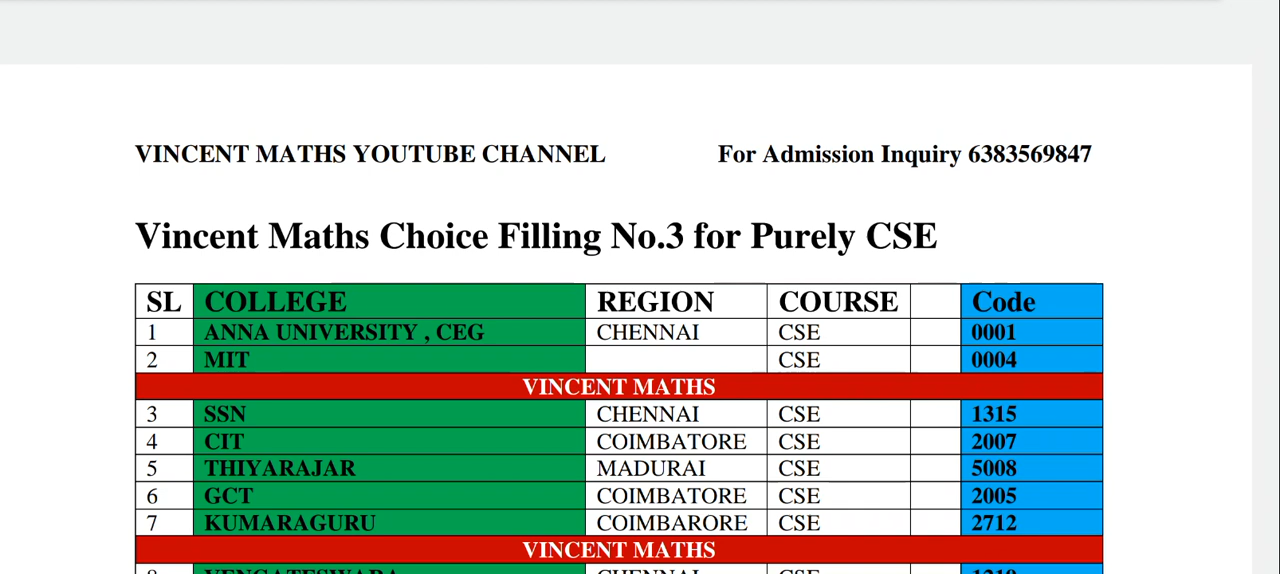 VINCENT MATHS YOUTUBE CHANNEL For Admission Inquiry 6383569847
Vincent Maths Choice Filling No.3 for Purely CSE
SL COLLEGE REGION COURSE Code
1 ANNA UNIVERSITY , CEG CHENNAI CSE 0001
2 MIT CSE 0004
VINCENT MATHS
3 SSN CHENNAI CSE 1315
4 CIT COIMBATORE CSE 2007
5 THIYARAJAR MADURAI CSE 5008
6 GCT COIMBATORE CSE 2005
7 KUMARAGURU COIMBARORE CSE 2712
VINCENT MATHS